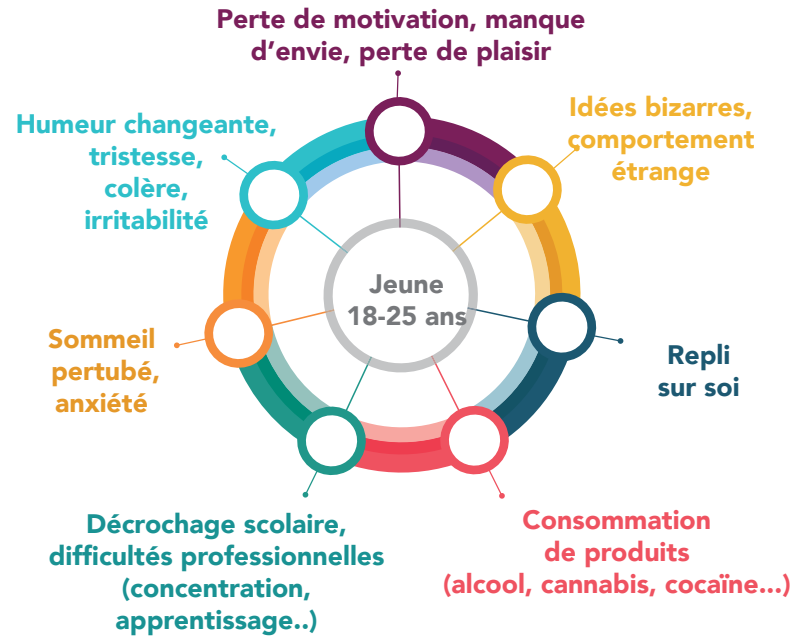 Perte de motivation, manque
d’envie, perte de plaisir
Idées bizarres,
comportement
étrange
Humeur changeante,
tristesse,
colère,
irritabilité
Jeune
18-25 ans
Sommeil
pertubé,
anxiété
Repli
sur soi
Décrochage scolaire,
difficultés professionnelles
(concentration,
apprentissage..)
Consommation
de produits
(alcool, cannabis, cocaïne...)